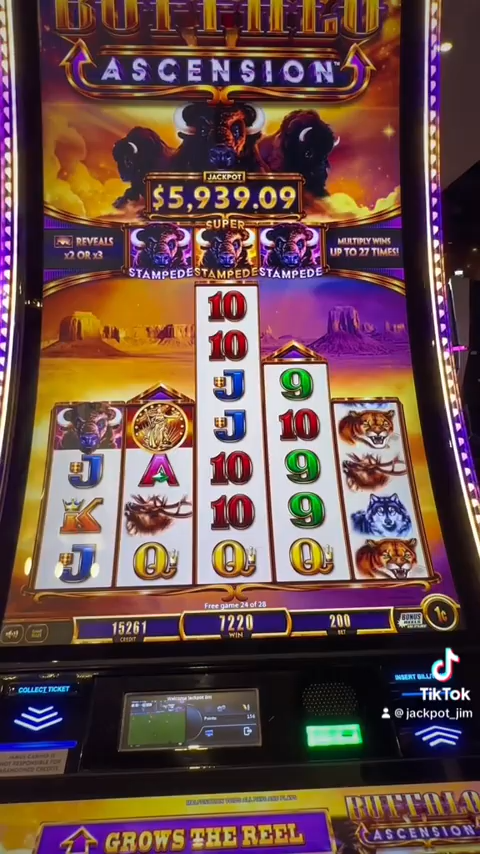 BUFFALO
ASCENSION™
JACKPOT
$5,939.09
SUPER
REVEALS
x2 OR x3
STAMPEDE STAMPEDE STAMPEDE
MULTIPLY WINS
UP TO 27 TIMES!
10
10
J
J
10
10
Q
9
10
9
9
Q
J
K
J
A
Q
Free game 24 of 28
15261
CREDIT
7220
WIN
200
BET
1¢
COLLECT TICKET
INSERT BILL
Points:
TikTok
@jackpot_jim
GROWS THE REEL
BUFFALO
ASCENSION